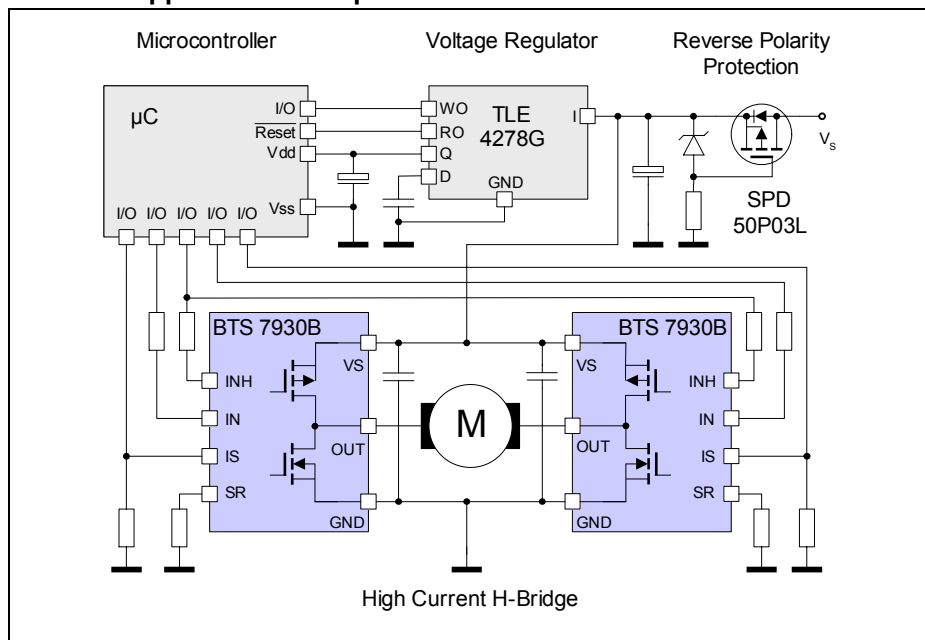 Microcontroller
Voltage Regulator
Reverse Polarity
Protection
µC
I/O
Reset
Vdd
Vss
I/O I/O I/O I/O I/O
WO
RO
Q
D
TLE
4278G
I
GND
V_S
SPD
50P03L
BTS 7930B
VS
INH
IN
IS
SR
OUT
GND
M
BTS 7930B
VS
INH
IN
IS
SR
OUT
GND
High Current H-Bridge